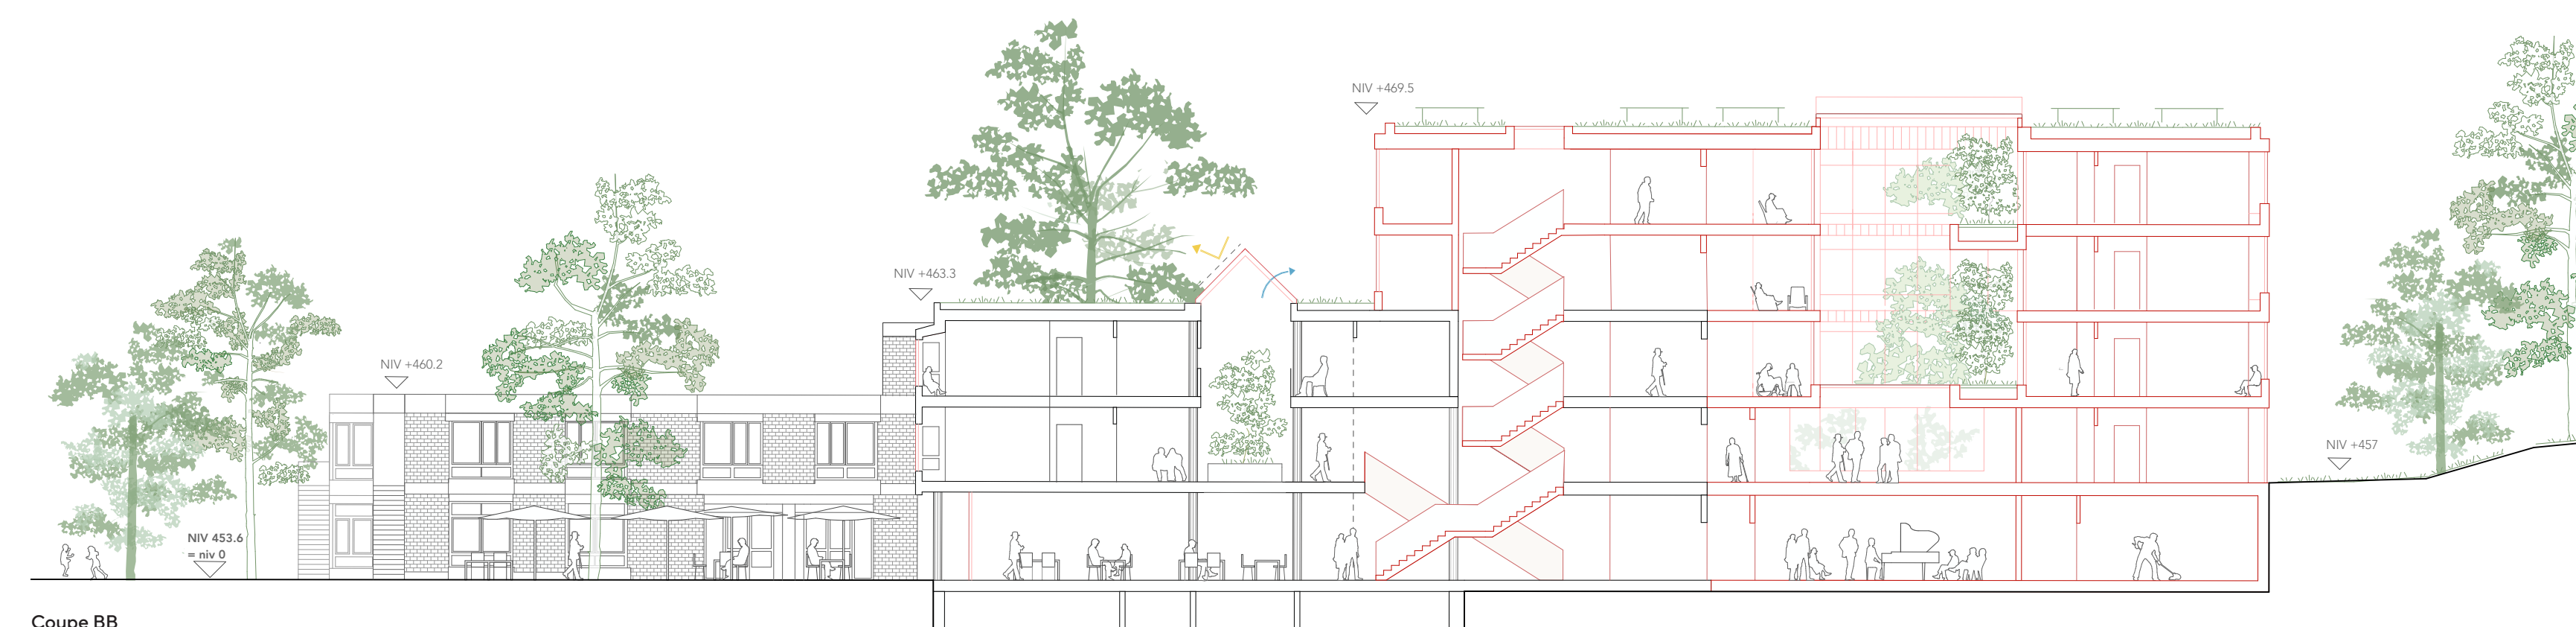 NIV +469.5
NIV +463.3
NIV +460.2
NIV +457
NIV 453.6
= niv 0
Coupe BB